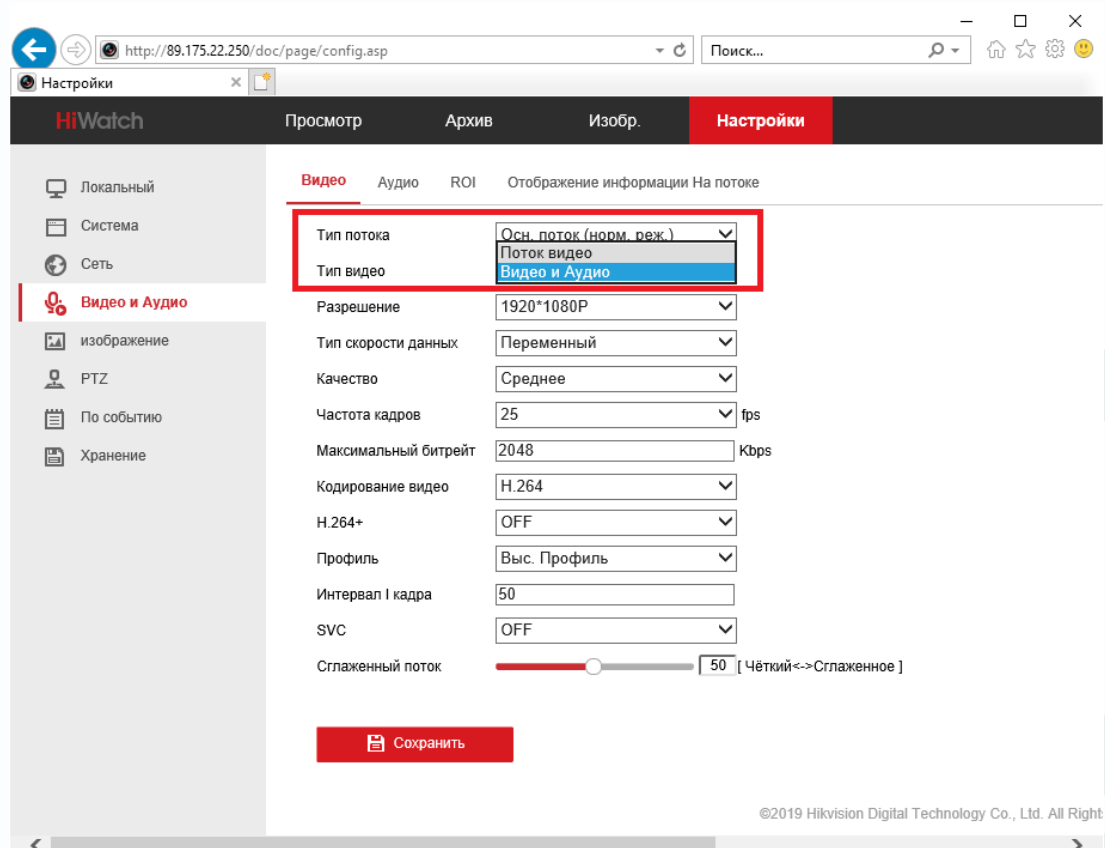 http://89.175.22.250/doc/page/config.asp Поиск...
Настройки
HiWatch Просмотр Архив Изобр. Настройки
Локальный
Система
Сеть
Видео и Аудио
изображение
PTZ
По событию
Хранение
Видео Аудио ROI Отображение информации На потоке
Тип потока Осн. поток (норм. реж.)
Поток видео
Тип видео Видео и Аудио
Разрешение 1920*1080P
Тип скорости данных Переменный
Качество Среднее
Частота кадров 25 fps
Максимальный битрейт 2048 Kbps
Кодирование видео H.264
H.264+ OFF
Профиль Выс. Профиль
Интервал I кадра 50
SVC OFF
Сглаженный поток 50 [ Чёткий<->Сглаженное ]
Сохранить
©2019 Hikvision Digital Technology Co., Ltd. All Right